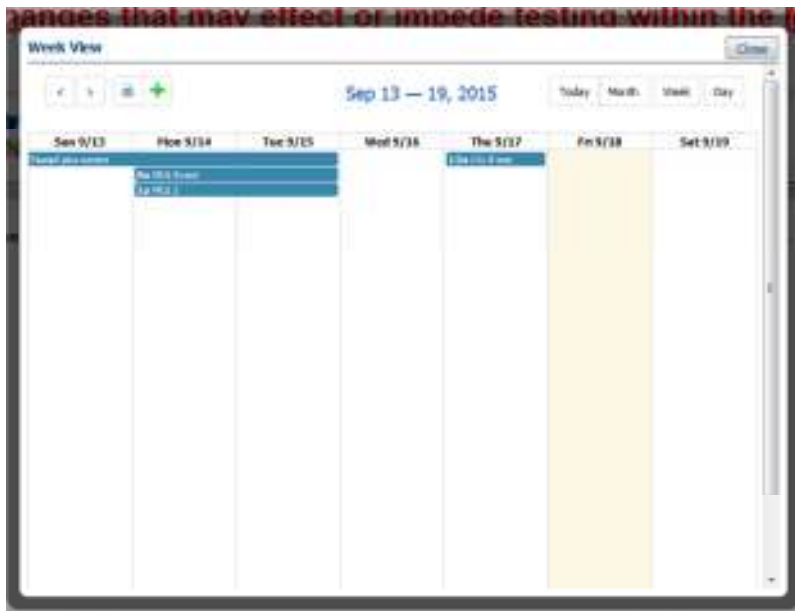 anges that may effect or impede testing within the
Week View
Close
< >
Sep 13 — 19, 2015
Today Month Week Day
Sun 9/13 Mon 9/14 Tue 9/15 Wed 9/16 Thu 9/17 Fri 9/18 Sat 9/19